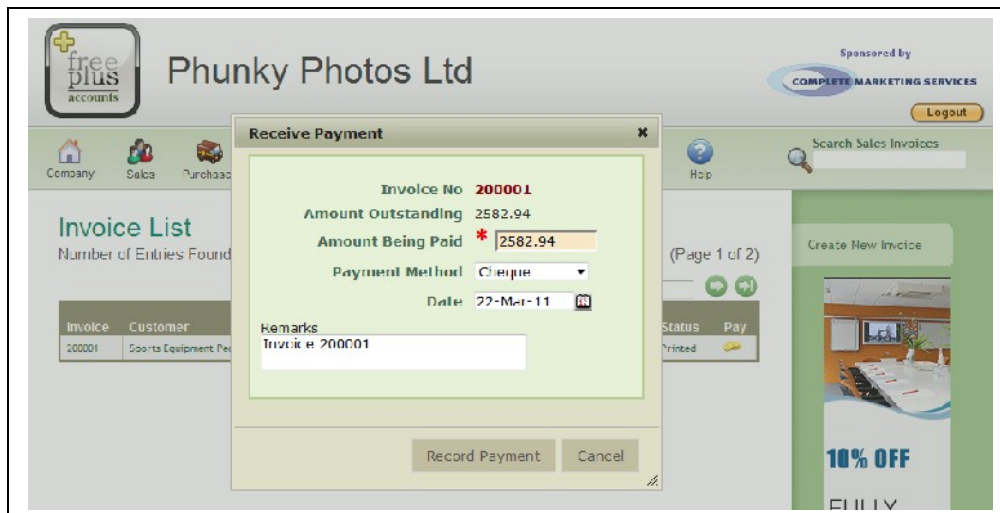 free
plus
accounts
Phunky Photos Ltd
Sponsored by
COMPLETE MARKETING SERVICES
Logout
Company
Sales
Purchase
Help
Search Sales Invoices
Receive Payment
Invoice No 200001
Amount Outstanding 2582.94
Amount Being Paid * 2582.94
Payment Method Cheque
Date 22-Mar-11
Remarks
Invoice 200001
Record Payment Cancel
Invoice List
Number of Entries Found
(Page 1 of 2)
Invoice Customer Status Pay
200001 Sports Equipment Printed
Create New Invoice
10% OFF
FULLY